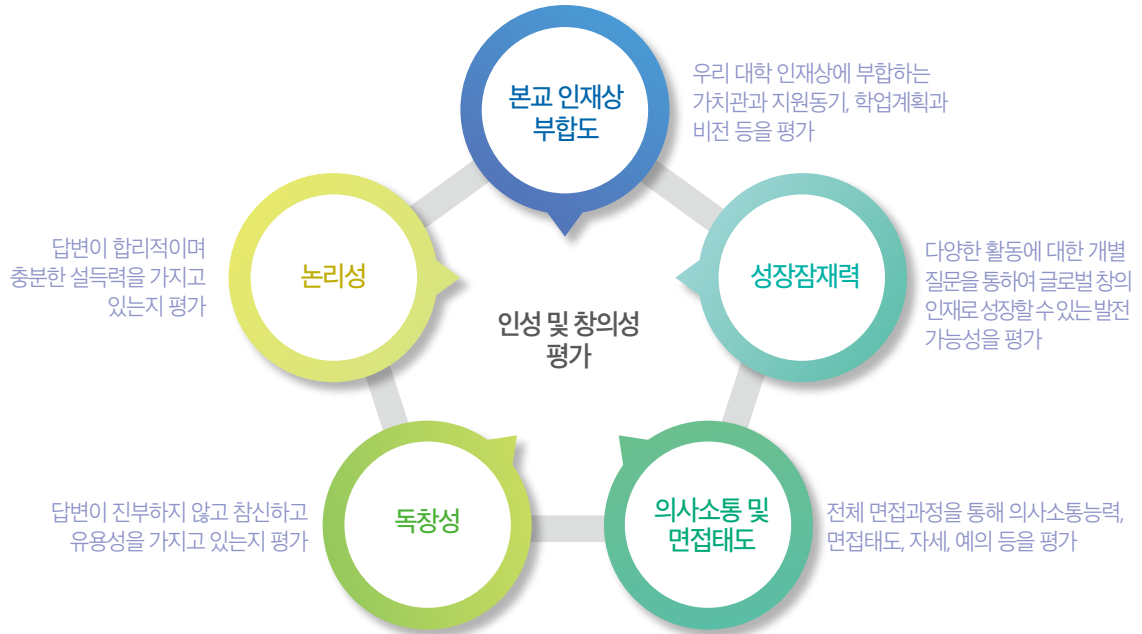 본교 인재상
부합도
우리 대학 인재상에 부합하는
가치관과 지원동기, 학업계획과
비전 등을 평가
성장잠재력
다양한 활동에 대한 개별
질문을 통하여 글로벌 창의
인재로 성장할 수 있는 발전
가능성을 평가
의사소통 및
면접태도
전체 면접과정을 통해 의사소통능력,
면접태도, 자세, 예의 등을 평가
독창성
답변이 진부하지 않고 참신하고
유용성을 가지고 있는지 평가
논리성
답변이 합리적이며
충분한 설득력을 가지고
있는지 평가
인성 및 창의성
평가